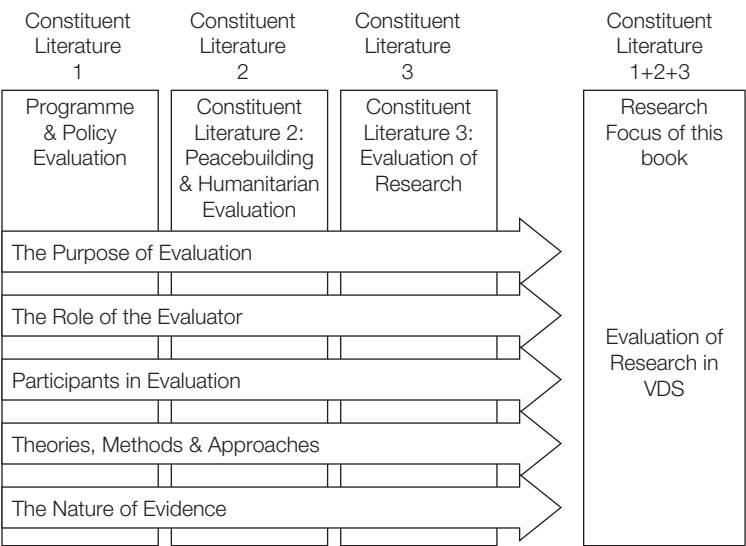 Constituent
Literature
1
Constituent
Literature
2
Constituent
Literature
3
Constituent
Literature
1+2+3
Programme
& Policy
Evaluation
Constituent
Literature 2:
Peacebuilding
& Humanitarian
Evaluation
Constituent
Literature 3:
Evaluation of
Research
Research
Focus of this
book
The Purpose of Evaluation
The Role of the Evaluator
Participants in Evaluation
Theories, Methods & Approaches
The Nature of Evidence
Evaluation of
Research in
VDS